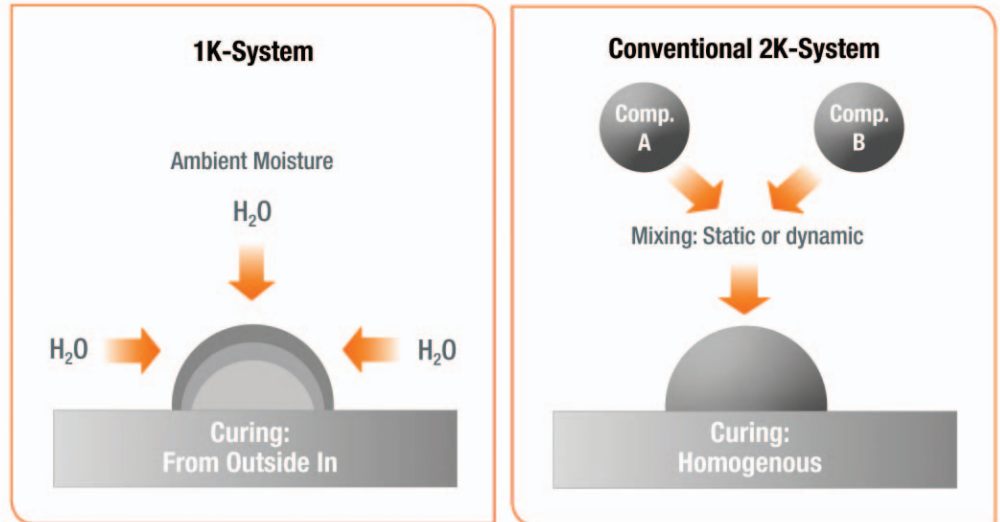 1K-System
Ambient Moisture
H₂O
H₂O
H₂O
Curing:
From Outside In
Conventional 2K-System
Comp.
A
Comp.
B
Mixing: Static or dynamic
Curing:
Homogenous